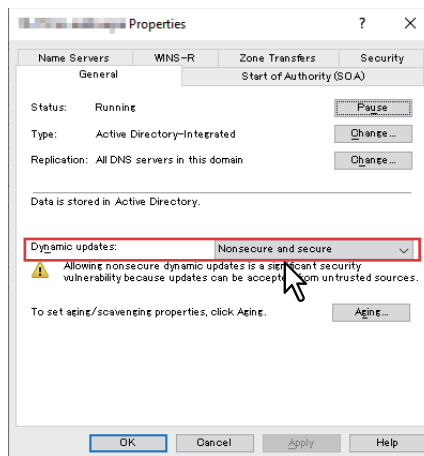 Properties
? ×
Name Servers WINS-R Zone Transfers Security
General Start of Authority (SOA)
Status: Running Pause
Type: Active Directory-Integrated Change...
Replication: All DNS servers in this domain Change...
Data is stored in Active Directory.
Dynamic updates: Nonsecure and secure
Allowing nonsecure dynamic updates is a significant security
vulnerability because updates can be accepted from untrusted sources.
To set aging/scavenging properties, click Aging. Aging...
OK Cancel Apply Help